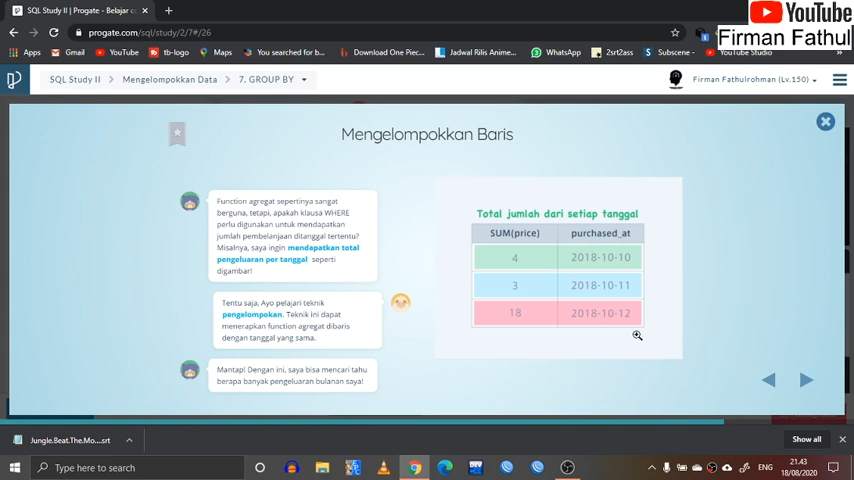 SQL Study II | Progate - Belajar co
YouTube
Firman Fathul
progate.com/sql/study/2/7#/26
Apps
Gmail
YouTube
tb-logo
Maps
You searched for b...
Download One Piec...
Jadwal Rilis Anime...
WhatsApp
2srt2ass
Subscene -
YouTube Studio
SQL Study II
Mengelompokkan Data
7. GROUP BY
Firman Fathulrohman (Lv.150)
Mengelompokkan Baris
Function agregat sepertinya sangat
berguna, tetapi, apakah klausa WHERE
perlu digunakan untuk mendapatkan
jumlah pembelanjaan ditanggal tertentu?
Misalnya, saya ingin mendapatkan total
pengeluaran per tanggal seperti
digambar!
Tentu saja, Ayo pelajari teknik
pengelompokan. Teknik ini dapat
menerapkan function agregat dibaris
dengan tanggal yang sama.
Mantap! Dengan ini, saya bisa mencari tahu
berapa banyak pengeluaran bulanan saya!
Total jumlah dari setiap tanggal
SUM(price) purchased_at
4 2018-10-10
3 2018-10-11
18 2018-10-12
Jungle.Beat.The.Mo....srt
Show all
Type here to search
ENG
21.43
18/08/2020